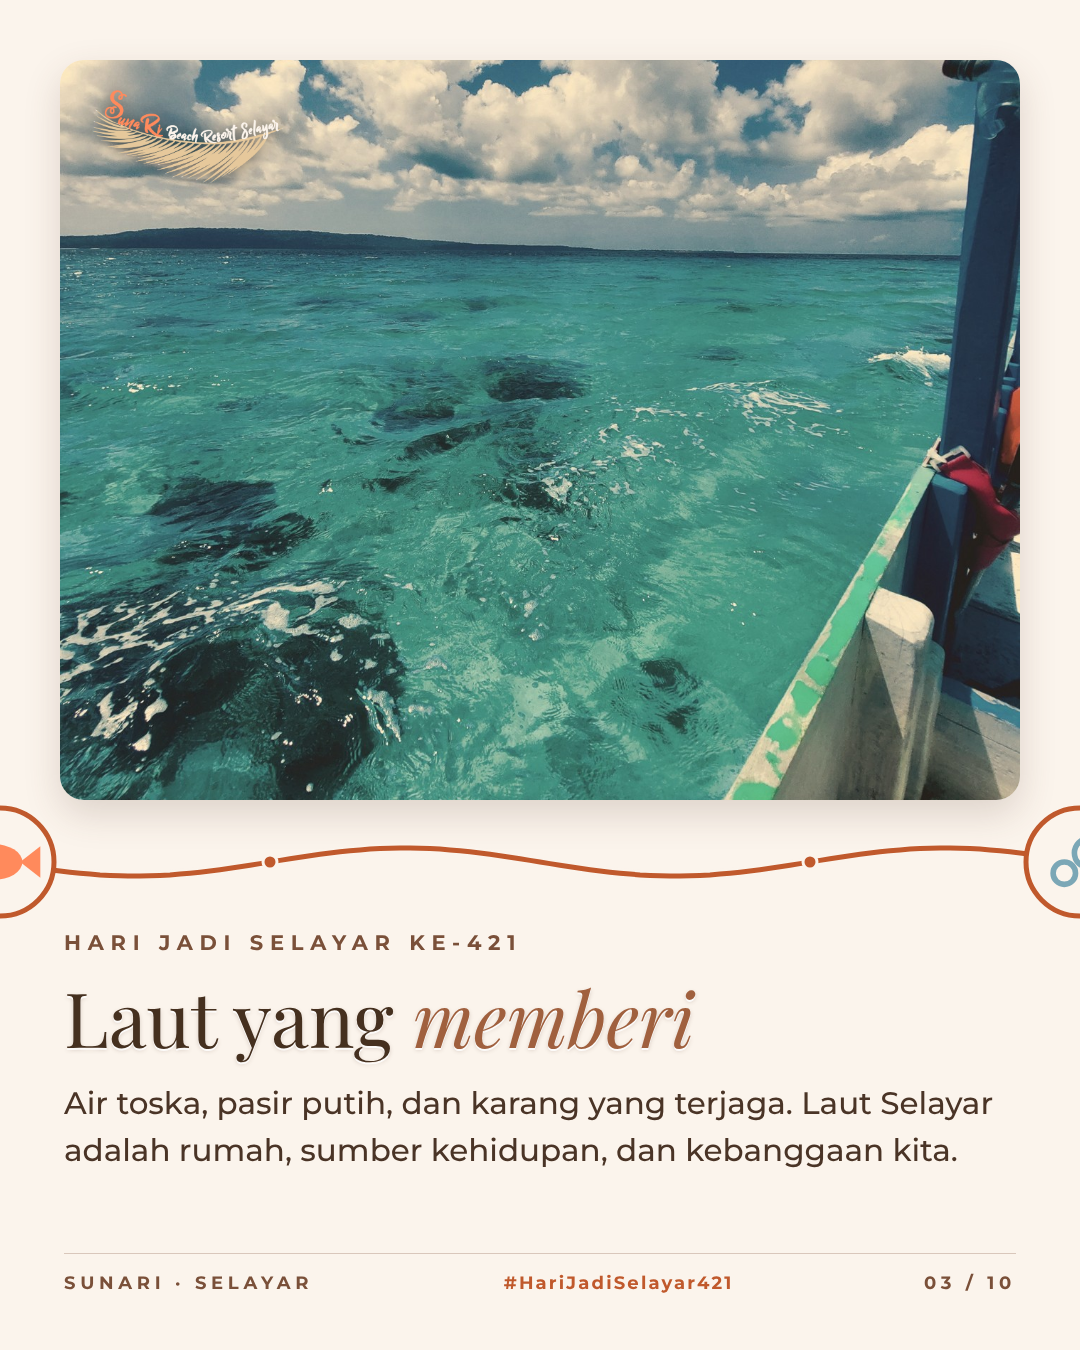 SunaRi Beach Resort Selayar
HARI JADI SELAYAR KE-421
Laut yang memberi
Air toska, pasir putih, dan karang yang terjaga. Laut Selayar
adalah rumah, sumber kehidupan, dan kebanggaan kita.
SUNARI · SELAYAR
#HariJadiSelayar421
03 / 10